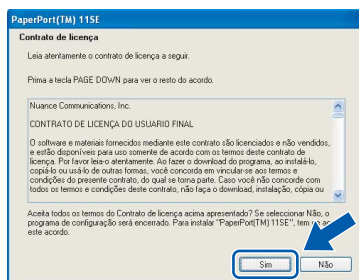 PaperPort(TM) 11SE
Contrato de licença
Leia atentamente o contrato de licença a seguir.
Prima a tecla PAGE DOWN para ver o resto do acordo.
Nuance Communications, Inc.
CONTRATO DE LICENÇA DO USUARIO FINAL
O software e materiais fornecidos mediante este contrato são licenciados e não vendidos,
e estão disponíveis para uso somente de acordo com os termos deste contrato de
licença. Por favor leia-o atentamente. Ao fazer o download do programa, ao instalá-lo,
copiá-lo ou usá-lo de outras formas, você concorda em vincular-se aos termos e
condições do presente contrato, do qual se torna parte. Caso você não concorde com
todos os termos e condições deste contrato, não faça o download, instalação, cópia ou
Aceita todos os termos do Contrato de licença acima apresentado? Se seleccionar Não, o
programa de configuração será encerrado. Para instalar "PaperPort(TM) 11SE", tem
este acordo.
Sim
Não